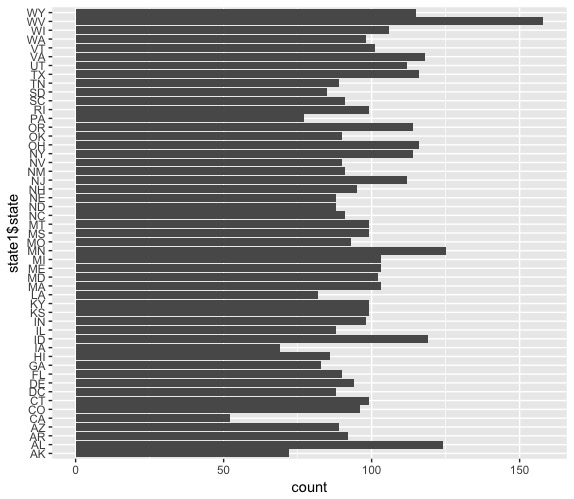 WY
WV
WI
WA
VT
VA
UT
TX
TN
SD
SC
RI
PA
OR
OK
OH
NY
NV
NM
NJ
NH
NE
ND
NC
MT
MS
MO
MN
MI
ME
MD
MA
LA
KY
KS
IN
IL
ID
IA
HI
GA
FL
DE
DC
CT
CO
CA
AZ
AR
AL
AK
state1$state
0 50 100 150
count